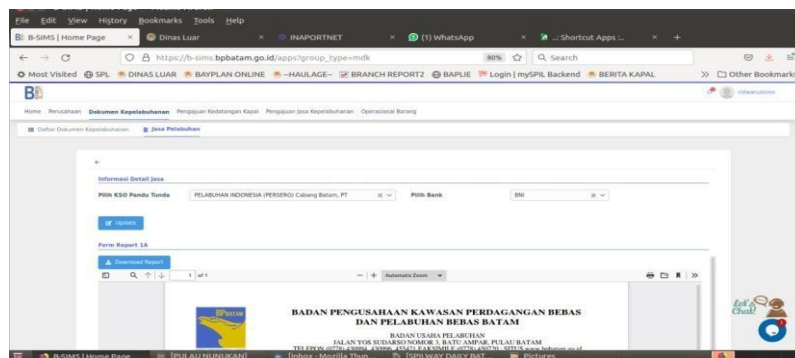 File Edit View History Bookmarks Tools Help
B-SIMS | Home Page × Dinas Luar × INAPORTNET × (1) WhatsApp × ..: Shortcut Apps :.. × +
https://b-sims.bpbatam.go.id/apps?group_type=mdk 80% Search
Most Visited SPL DINAS LUAR BAYPLAN ONLINE ~HAULAGE~ BRANCH REPORT2 BAPLIE Login | mySPIL Backend BERITA KAPAL Other Bookmarks
Home Perusahaan Dokumen Kepelabuhanan Pengajuan Kedatangan Kapal Pengajuan Jasa Kepelabuhanan Operasional Barang
Daftar Dokumen Kepelabuhanan Jasa Pelabuhan
Informasi Detail Jasa
Pilih KSO Pandu Tunda PELABUHAN INDONESIA (PERSERO) Cabang Batam, PT Pilih Bank BNI
Update
Form Report 1A
Download Report
1 of 1 Automatic Zoom
BADAN PENGUSAHAAN KAWASAN PERDAGANGAN BEBAS
DAN PELABUHAN BEBAS BATAM
BADAN USAHA PELABUHAN
JALAN YOS SUDARSO NOMOR 3, BATU AMPAR, PULAU BATAM
Let's Chat!
B-SIMS | Home Page [PULAU NUNUKAN] [Inbox - Mozilla Thun... [SPILWAY DAILY BAT... Pictures